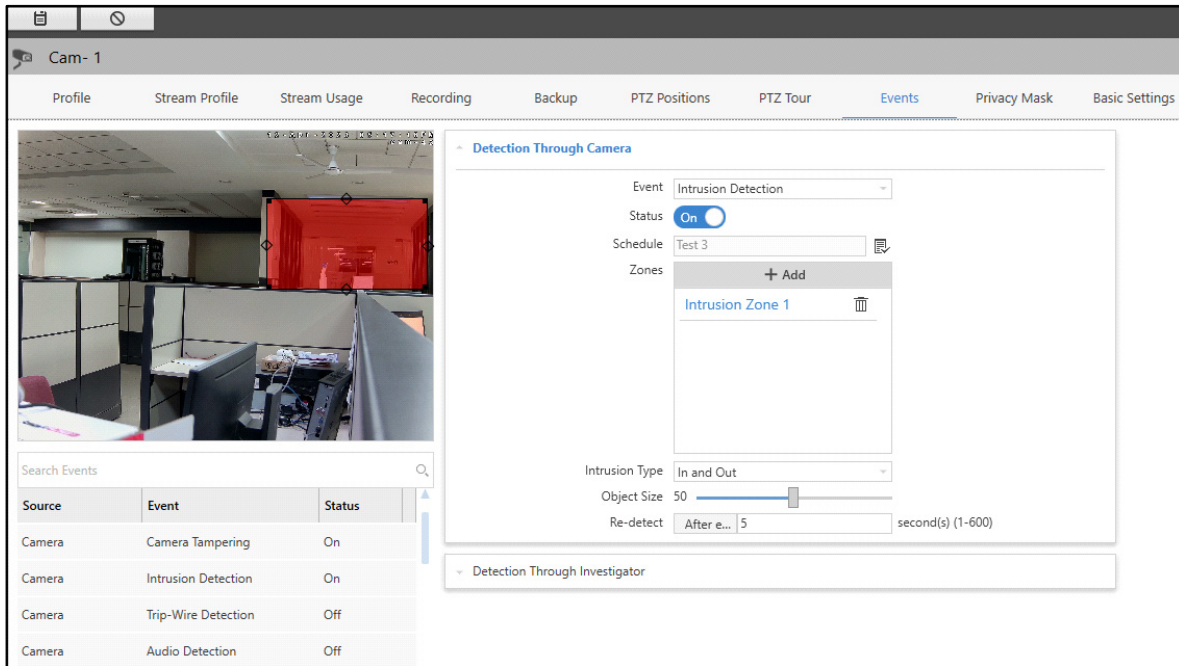 Cam- 1
Profile Stream Profile Stream Usage Recording Backup PTZ Positions PTZ Tour Events Privacy Mask Basic Settings
Detection Through Camera
Event Intrusion Detection
Status On
Schedule Test 3
Zones + Add
Intrusion Zone 1
Intrusion Type In and Out
Object Size 50
Re-detect After e... 5 second(s) (1-600)
Detection Through Investigator
Search Events
Source Event Status
Camera Camera Tampering On
Camera Intrusion Detection On
Camera Trip-Wire Detection Off
Camera Audio Detection Off